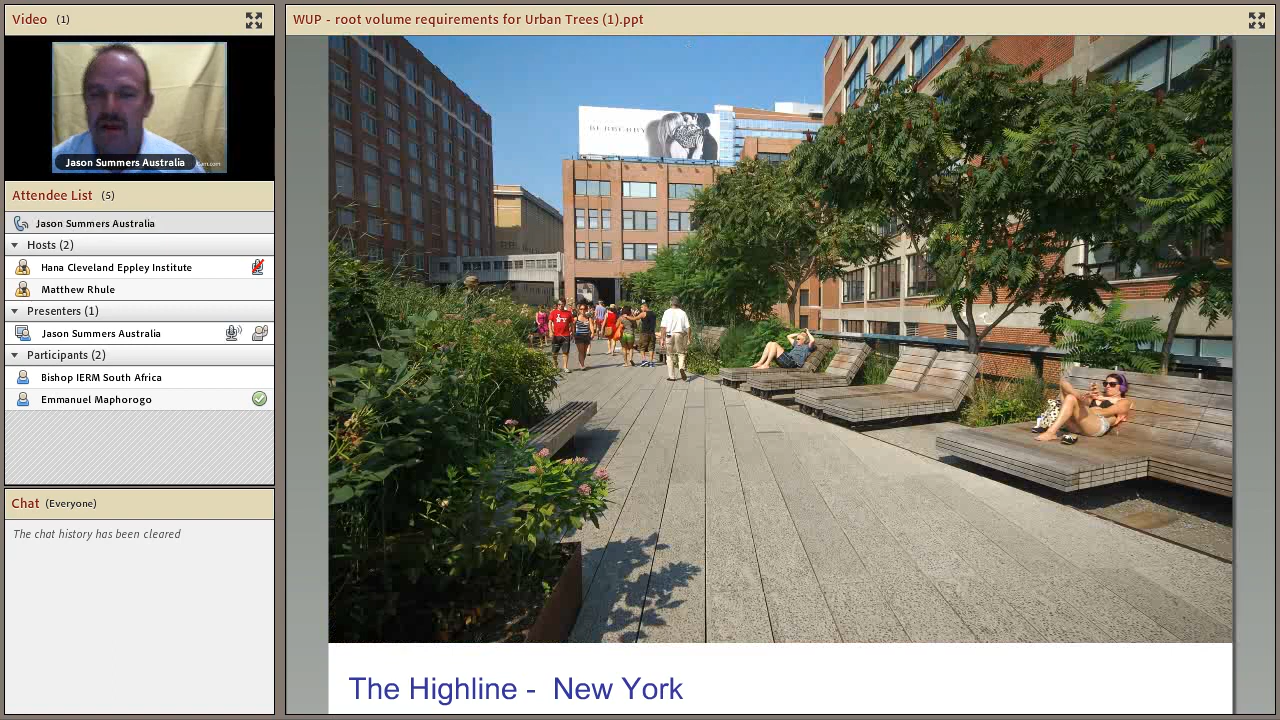 Video (1)
Jason Summers Australia
Attendee List (5)
Jason Summers Australia
Hosts (2)
Hana Cleveland Eppley Institute
Matthew Rhule
Presenters (1)
Jason Summers Australia
Participants (2)
Bishop IERM South Africa
Emmanuel Maphorogo
Chat (Everyone)
The chat history has been cleared
WUP - root volume requirements for Urban Trees (1).ppt
The Highline - New York